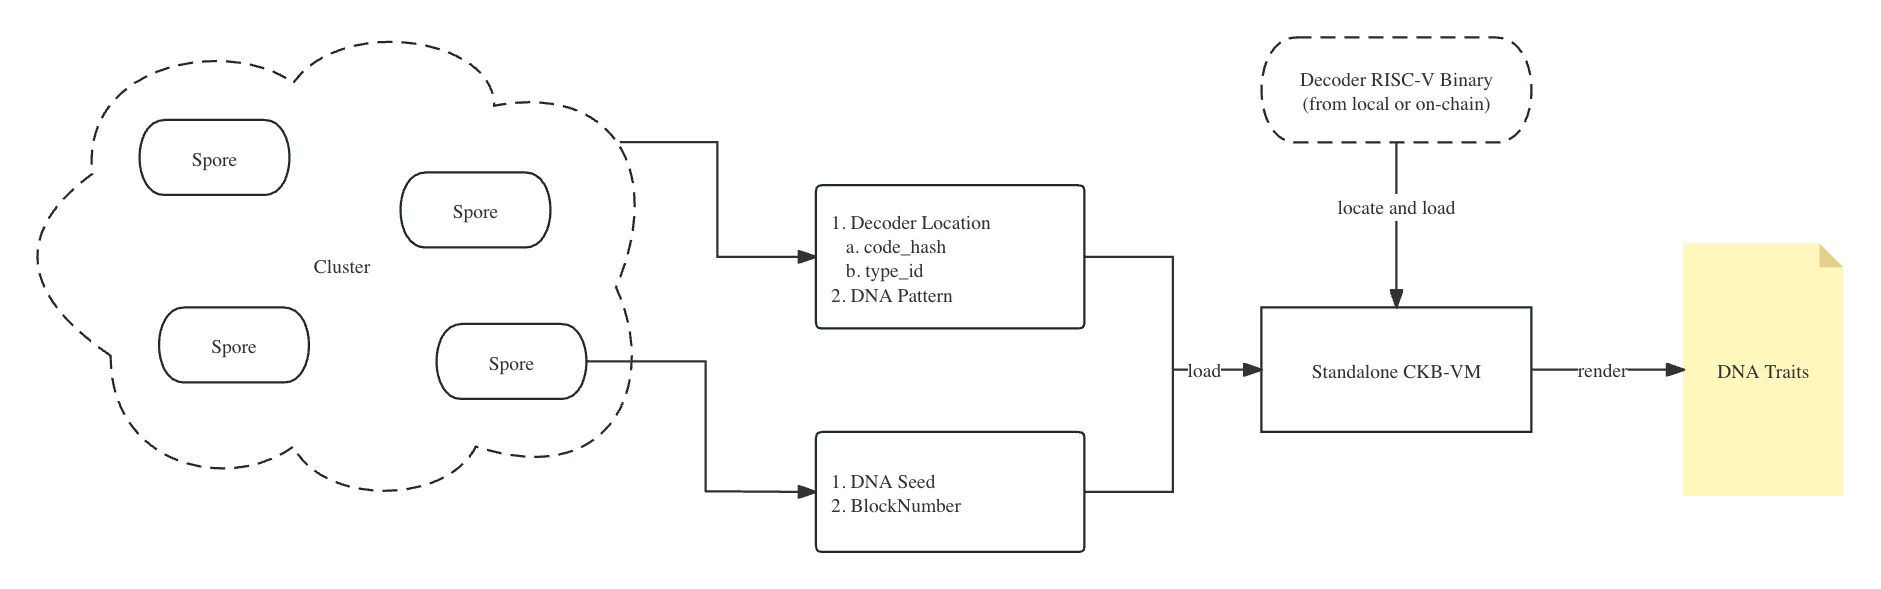 Spore
Spore
Cluster
Spore
Spore
1. Decoder Location
a. code_hash
b. type_id
2. DNA Pattern
1. DNA Seed
2. BlockNumber
load
Decoder RISC-V Binary
(from local or on-chain)
locate and load
Standalone CKB-VM
render
DNA Traits